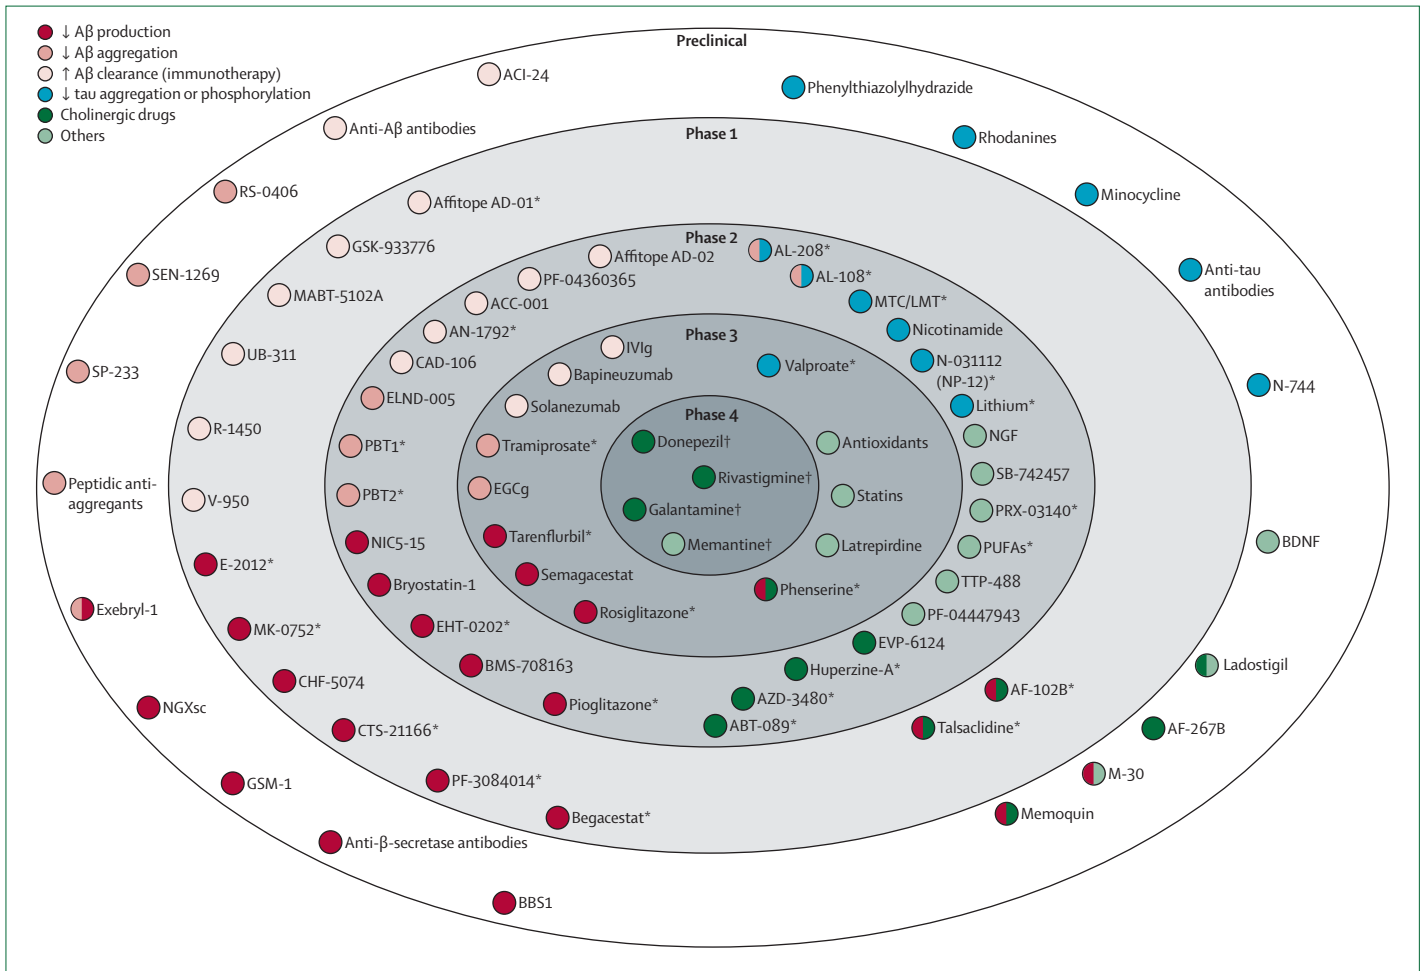 ↓ Aβ production
↓ Aβ aggregation
↑ Aβ clearance (immunotherapy)
↓ tau aggregation or phosphorylation
Cholinergic drugs
Others
Preclinical
ACI-24
Phenylthiazolylhydrazide
Anti-Aβ antibodies
Rhodanines
RS-0406
Minocycline
SEN-1269
Anti-tau
antibodies
SP-233
N-744
Peptidic anti-
aggregants
BDNF
Exebryl-1
Ladostigil
NGXsc
AF-267B
GSM-1
M-30
Memoquin
Anti-β-secretase antibodies
BBS1
Phase 1
Affitope AD-01*
GSK-933776
MABT-5102A
UB-311
R-1450
V-950
E-2012*
MK-0752*
CHF-5074
CTS-21166*
PF-3084014*
Begacestat*
AF-102B*
Talsaclidine*
Phase 2
Affitope AD-02
AL-208*
PF-04360365
AL-108*
ACC-001
MTC/LMT*
AN-1792*
Nicotinamide
CAD-106
N-031112
(NP-12)*
ELND-005
Lithium*
PBT1*
NGF
SB-742457
PBT2*
PRX-03140*
NIC5-15
PUFAs*
Bryostatin-1
TTP-488
EHT-0202*
PF-04447943
BMS-708163
EVP-6124
Huperzine-A*
Pioglitazone*
AZD-3480*
ABT-089*
Phase 3
IVIg
Valproate*
Bapineuzumab
Solanezumab
Tramiprosate*
Antioxidants
EGCg
Statins
Tarenflurbil*
Latrepirdine
Semagacestat
Phenserine*
Rosiglitazone*
Phase 4
Donepezil†
Rivastigmine†
Galantamine†
Memantine†